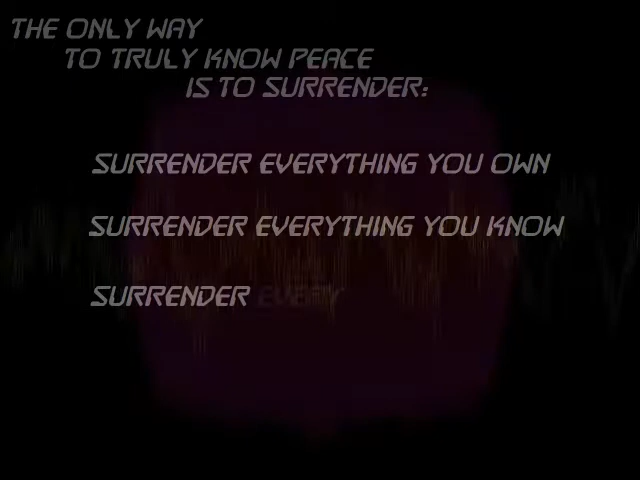 THE ONLY WAY
TO TRULY KNOW PEACE
IS TO SURRENDER:
SURRENDER EVERYTHING YOU OWN
SURRENDER EVERYTHING YOU KNOW
SURRENDER EVERY